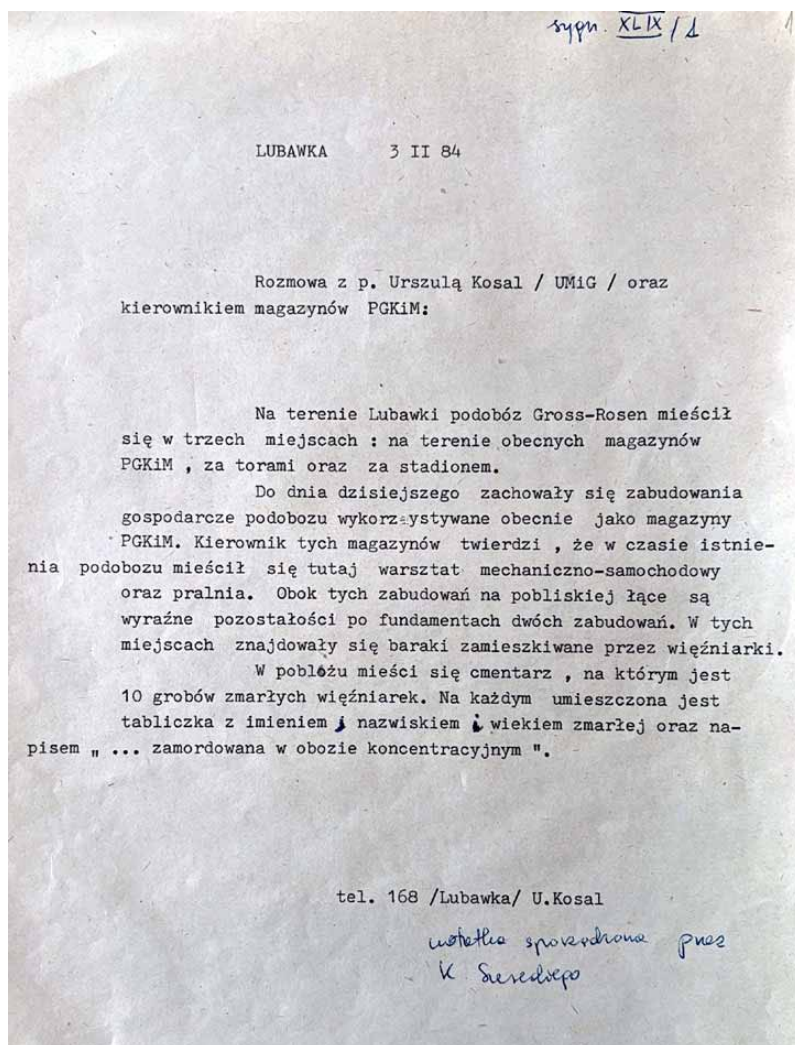 sygn. XLIX / 1
1
LUBAWKA 3 II 84
Rozmowa z p. Urszulą Kosal / UMiG / oraz
kierownikiem magazynów PGKiM:
Na terenie Lubawki podobóz Gross-Rosen mieścił
się w trzech miejscach : na terenie obecnych magazynów
PGKiM , za torami oraz za stadionem.
Do dnia dzisiejszego zachowały się zabudowania
gospodarcze podobozu wykorzystywane obecnie jako magazyny
PGKiM. Kierownik tych magazynów twierdzi , że w czasie istnie-
nia podobozu mieścił się tutaj warsztat mechaniczno-samochodowy
oraz pralnia. Obok tych zabudowań na pobliskiej łące są
wyraźne pozostałości po fundamentach dwóch zabudowań. W tych
miejscach znajdowały się baraki zamieszkiwane przez więźniarki.
W pobliżu mieści się cmentarz , na którym jest
10 grobów zmarłych więźniarek. Na każdym umieszczona jest
tabliczka z imieniem i nazwiskiem i wiekiem zmarłej oraz na-
pisem „ ... zamordowana w obozie koncentracyjnym ".
tel. 168 /Lubawka/ U.Kosal
notatka sporządzona przez
K